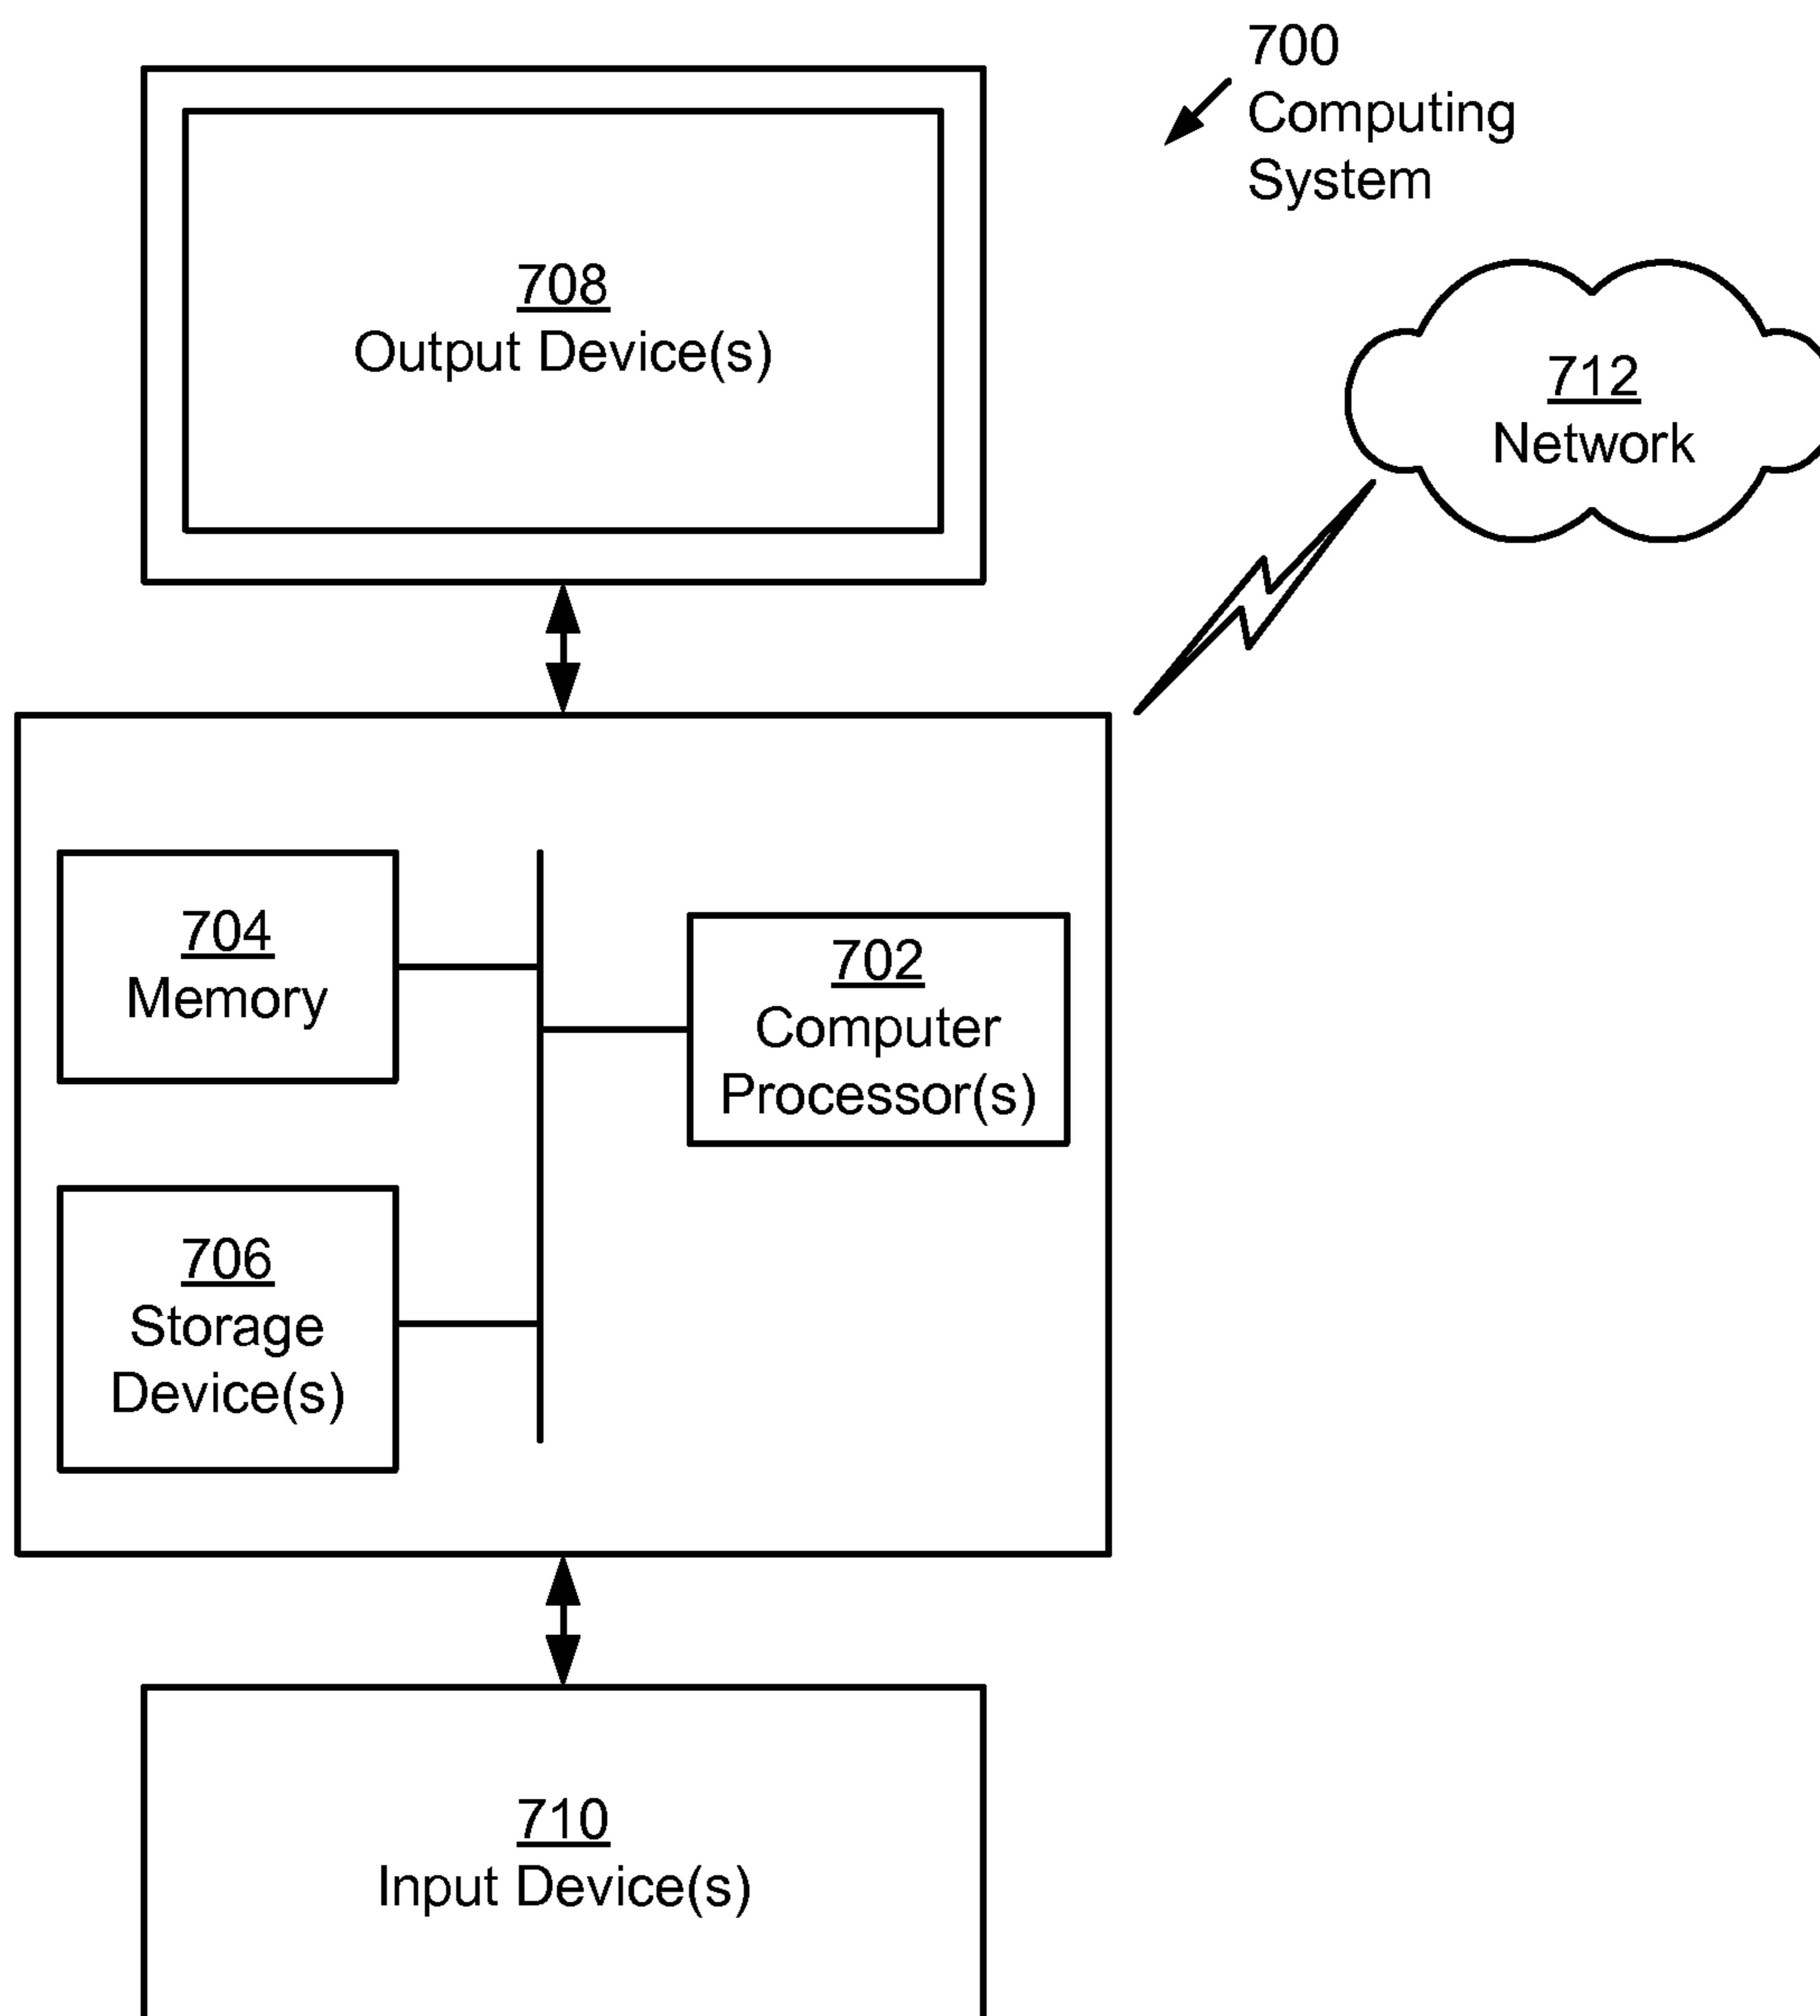 700
Computing
System
708
Output Device(s)
712
Network
704
Memory
702
Computer
Processor(s)
706
Storage
Device(s)
710
Input Device(s)